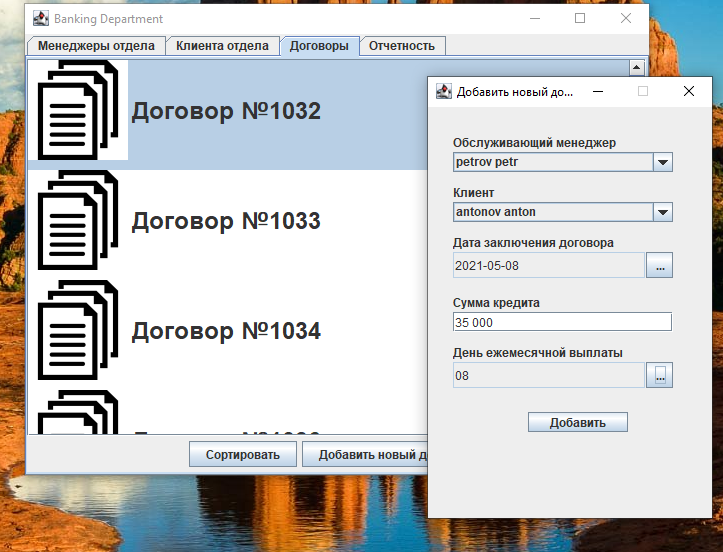 Banking Department
Менеджеры отдела
Клиента отдела
Договоры
Отчетность
Договор №1032
Договор №1033
Договор №1034
Сортировать
Добавить новый д
Добавить новый до...
Обслуживающий менеджер
petrov petr
Клиент
antonov anton
Дата заключения договора
2021-05-08
...
Сумма кредита
35 000
День ежемесячной выплаты
08
...
Добавить